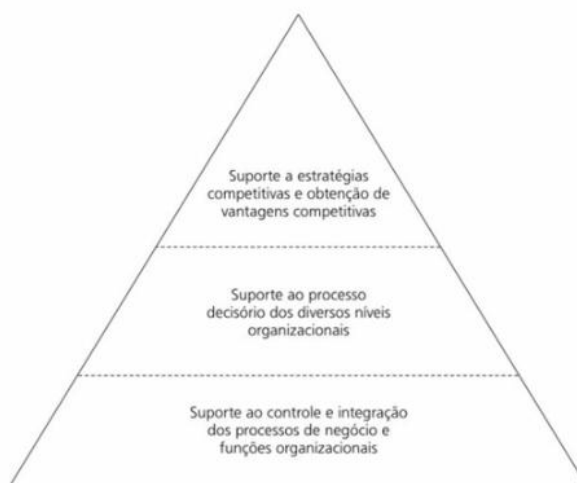 Suporte a estratégias
competitivas e obtenção de
vantagens competitivas
Suporte ao processo
decisório dos diversos níveis
organizacionais
Suporte ao controle e integração
dos processos de negócio e
funções organizacionais